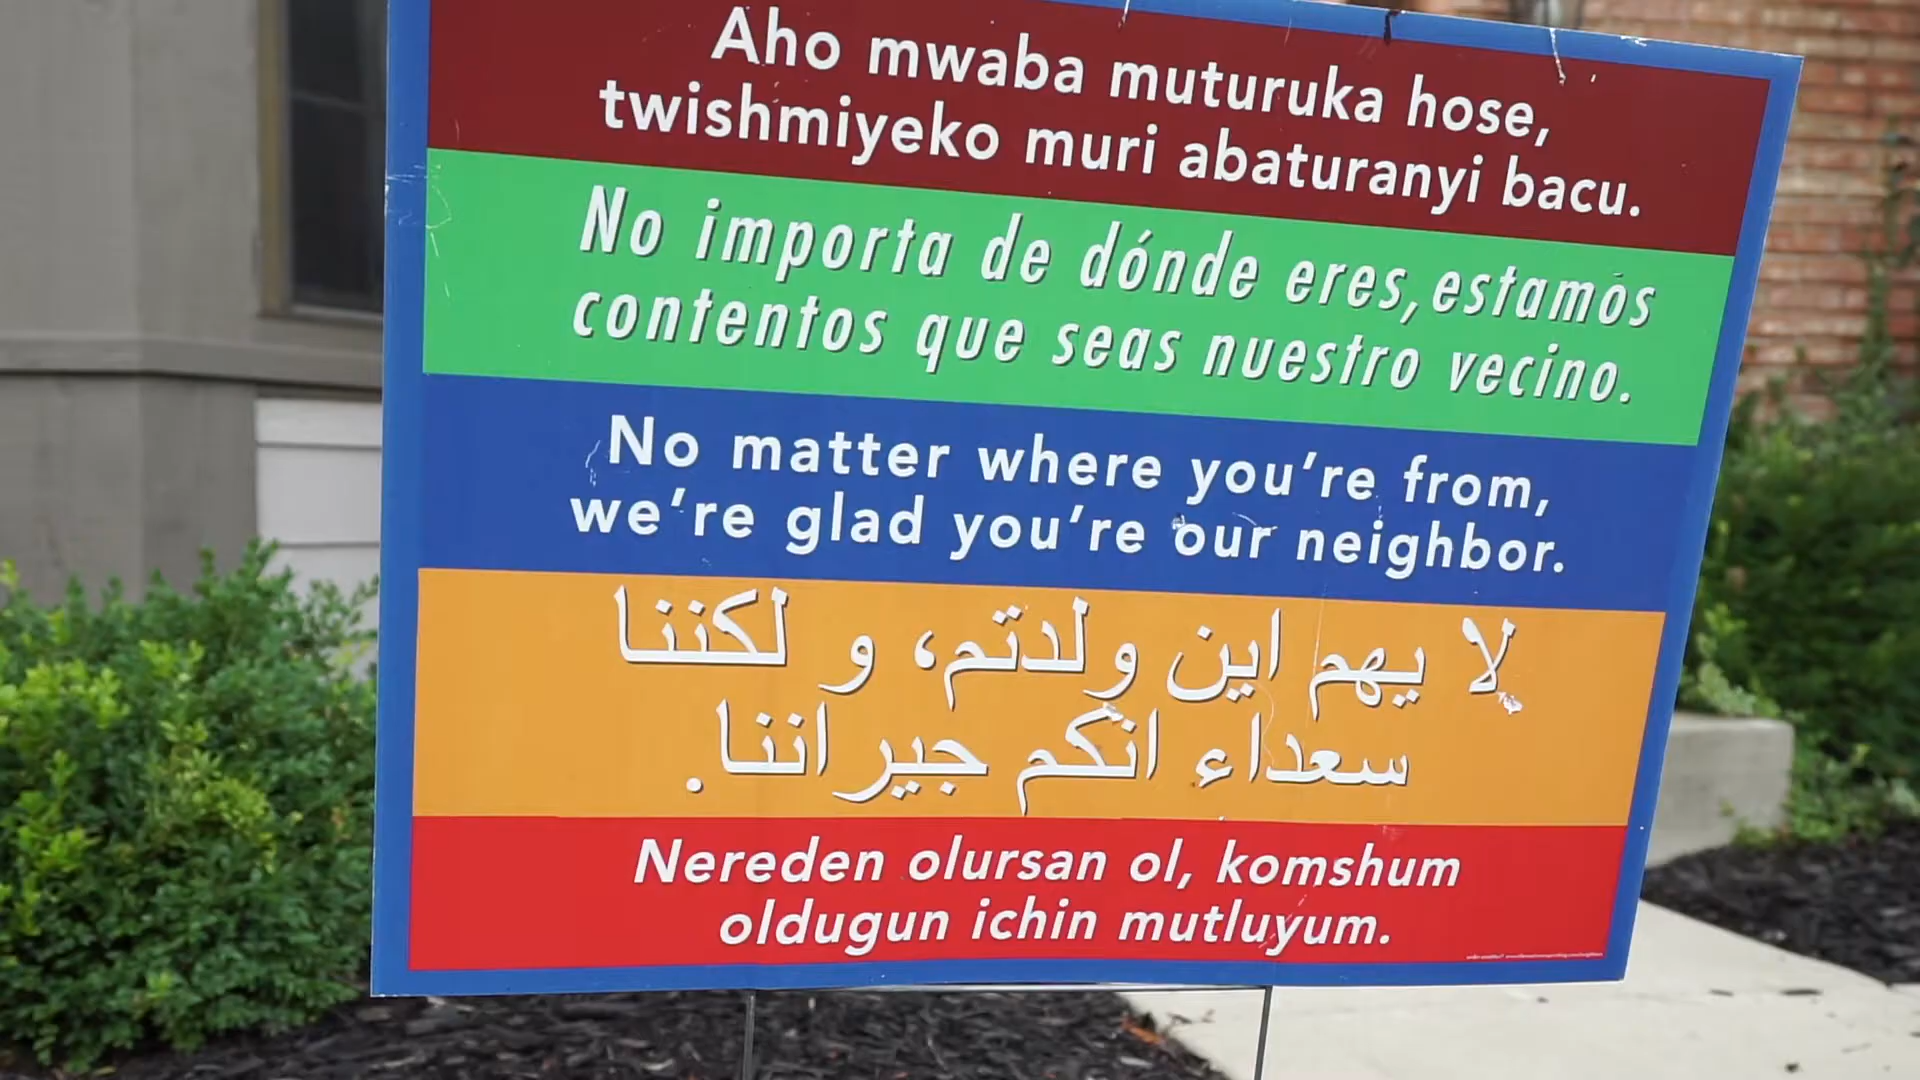 Aho mwaba muturuka hose,
twishmiyeko muri abaturanyi bacu.
No importa de dónde eres, estamos
contentos que seas nuestro vecino.
No matter where you're from,
we're glad you're our neighbor.
لا يهم اين ولدتم، و لكننا
سعداء انكم جيراننا.
Nereden olursan ol, komshum
oldugun ichin mutluyum.